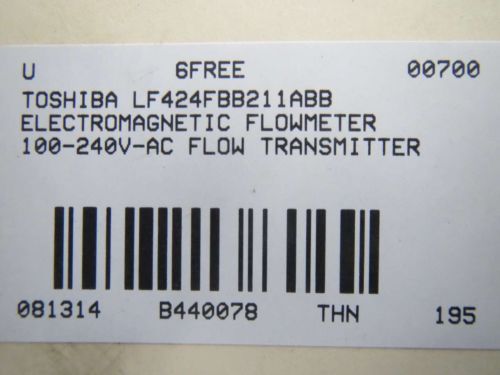 U 6FREE 00700
TOSHIBA LF424FBB211ABB
ELECTROMAGNETIC FLOWMETER
100-240V-AC FLOW TRANSMITTER
081314 B440078 THN 195